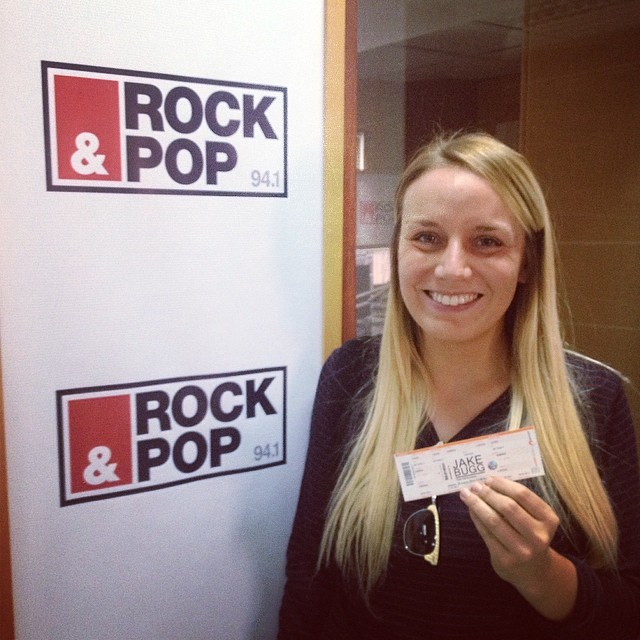 ROCK
& POP
94.1
ROCK
& POP
94.1
JAKE
BUGG